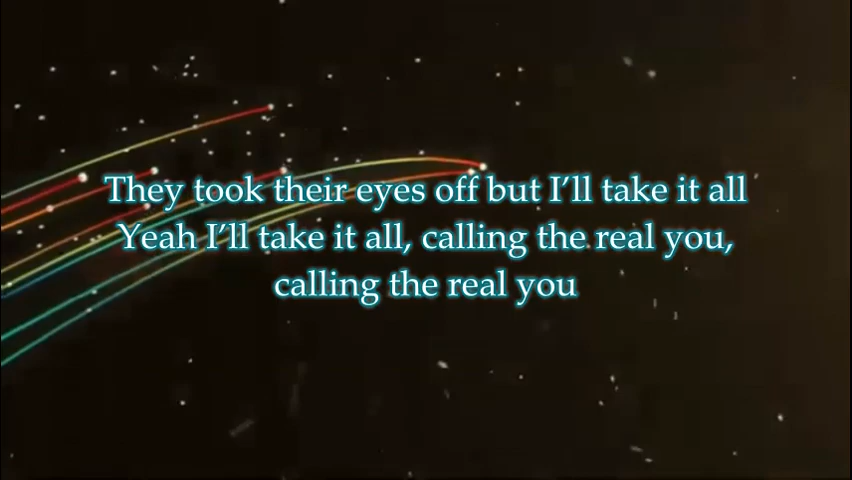 They took their eyes off but I’ll take it all
Yeah I’ll take it all, calling the real you,
calling the real you